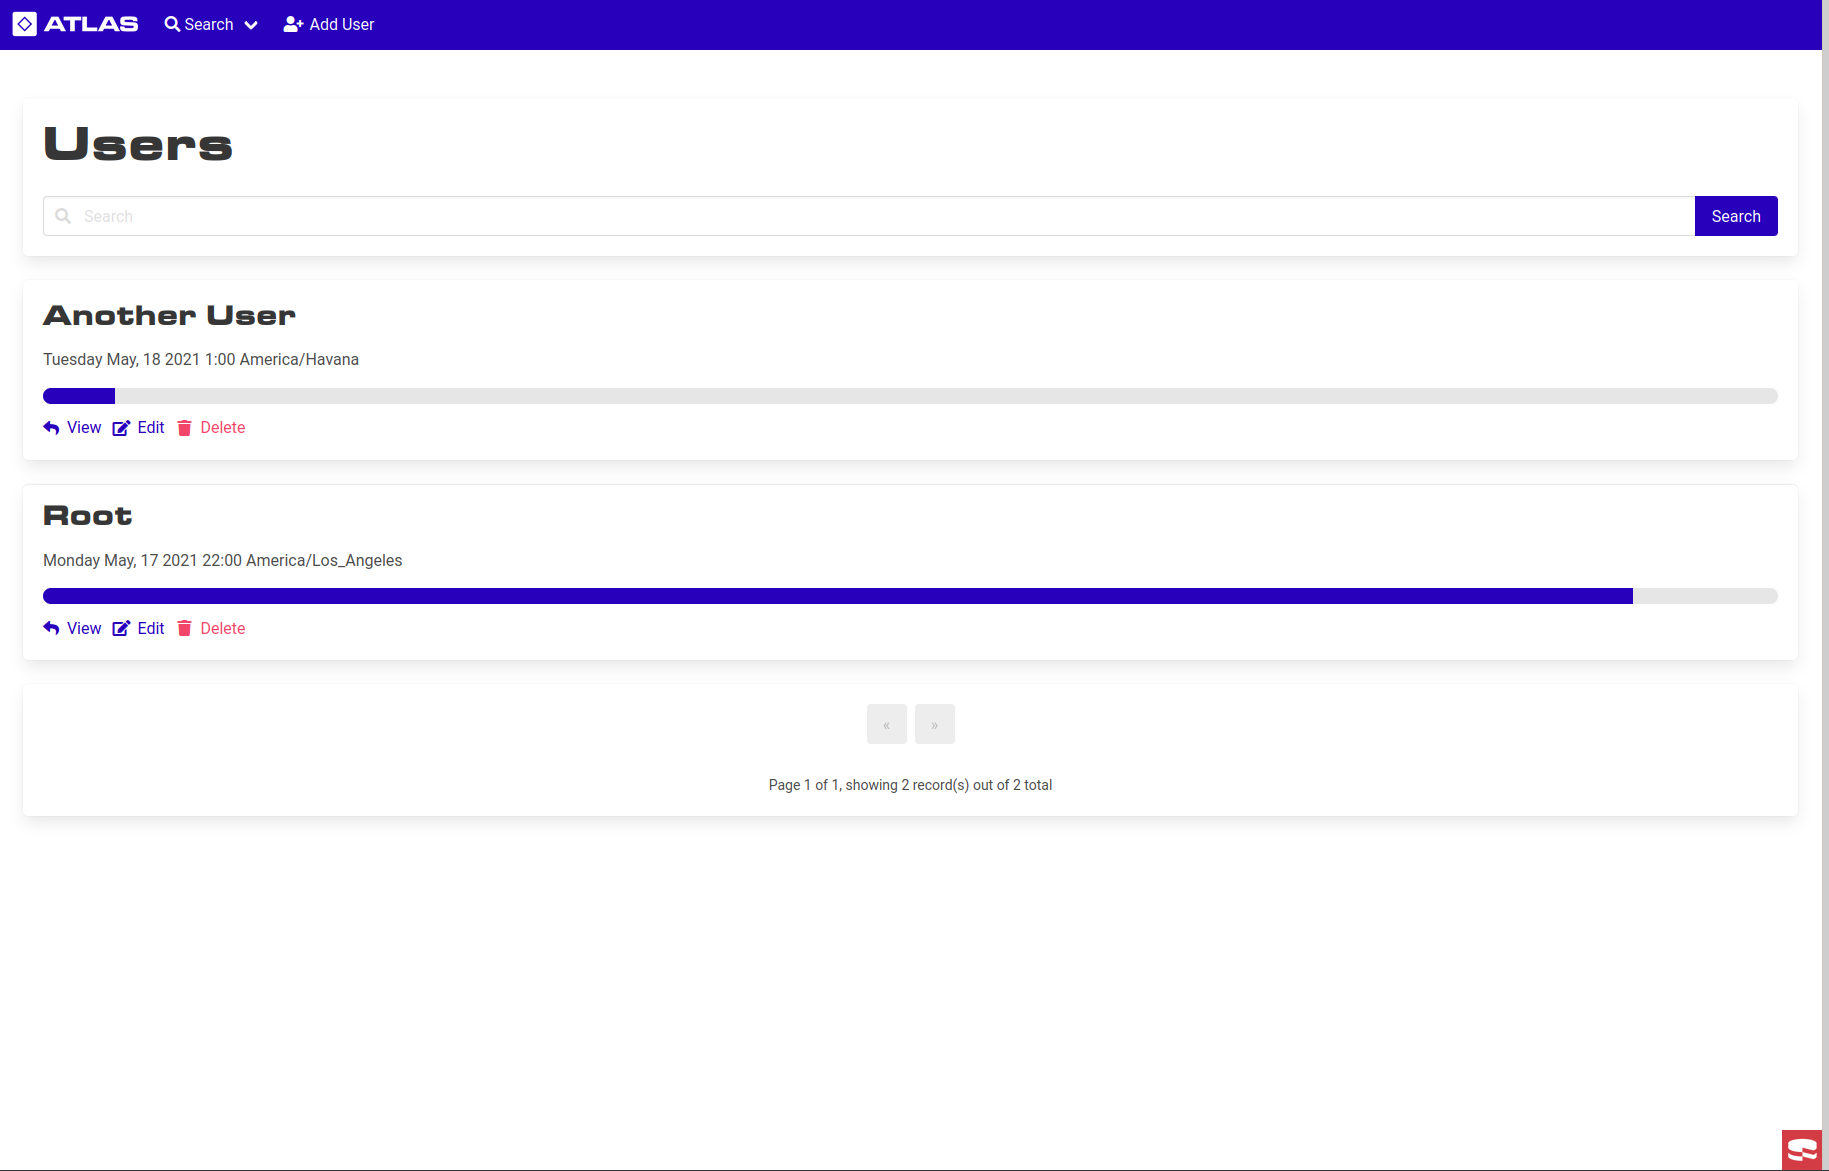 ATLAS Search Add User
Users
Search Search
Another User
Tuesday May, 18 2021 1:00 America/Havana
View Edit Delete
Root
Monday May, 17 2021 22:00 America/Los_Angeles
View Edit Delete
« »
Page 1 of 1, showing 2 record(s) out of 2 total